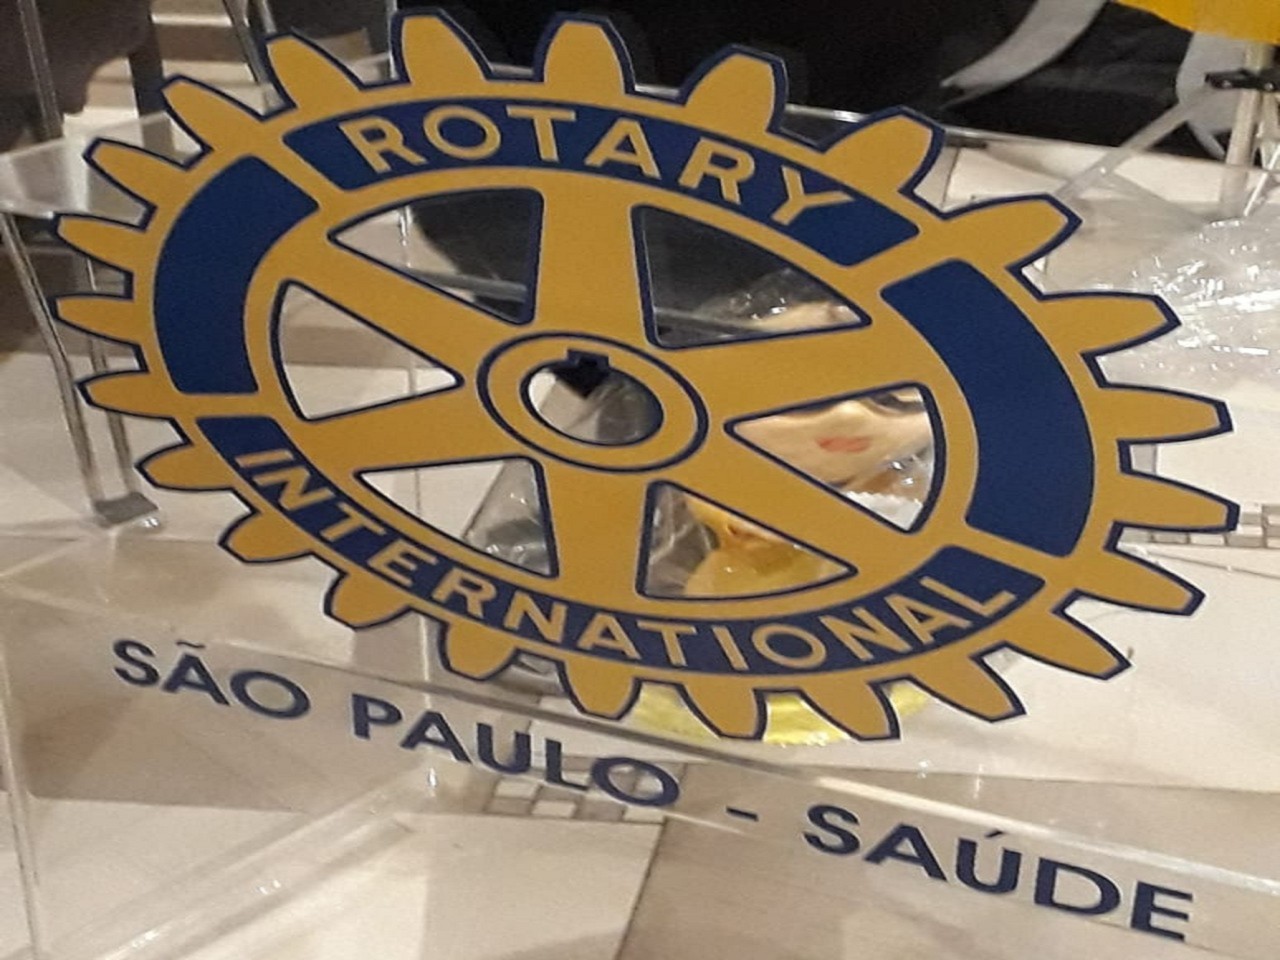 ROTARY
INTERNATIONAL
SÃO PAULO - SAÚDE